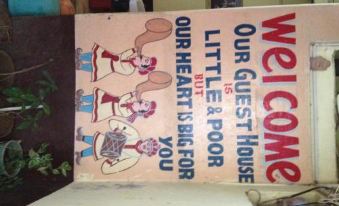 WELCOME
OUR GUEST HOUSE
IS
LITTLE & POOR
BUT
OUR HEART IS BIG FOR
YOU